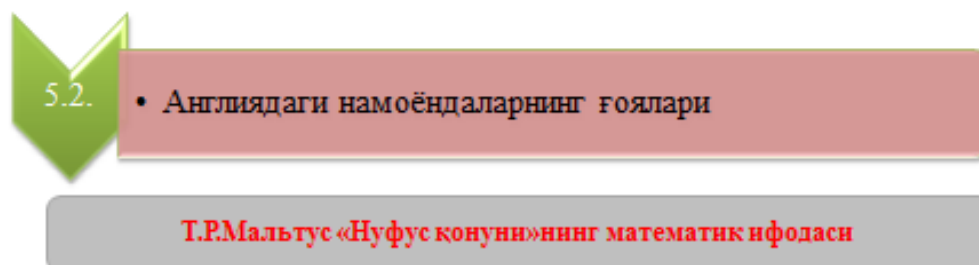 5.2.
• Англиядаги намоёндаларнинг ғоялари
Т.Р.Мальтус «Нуфус қонуни»нинг математик ифодаси